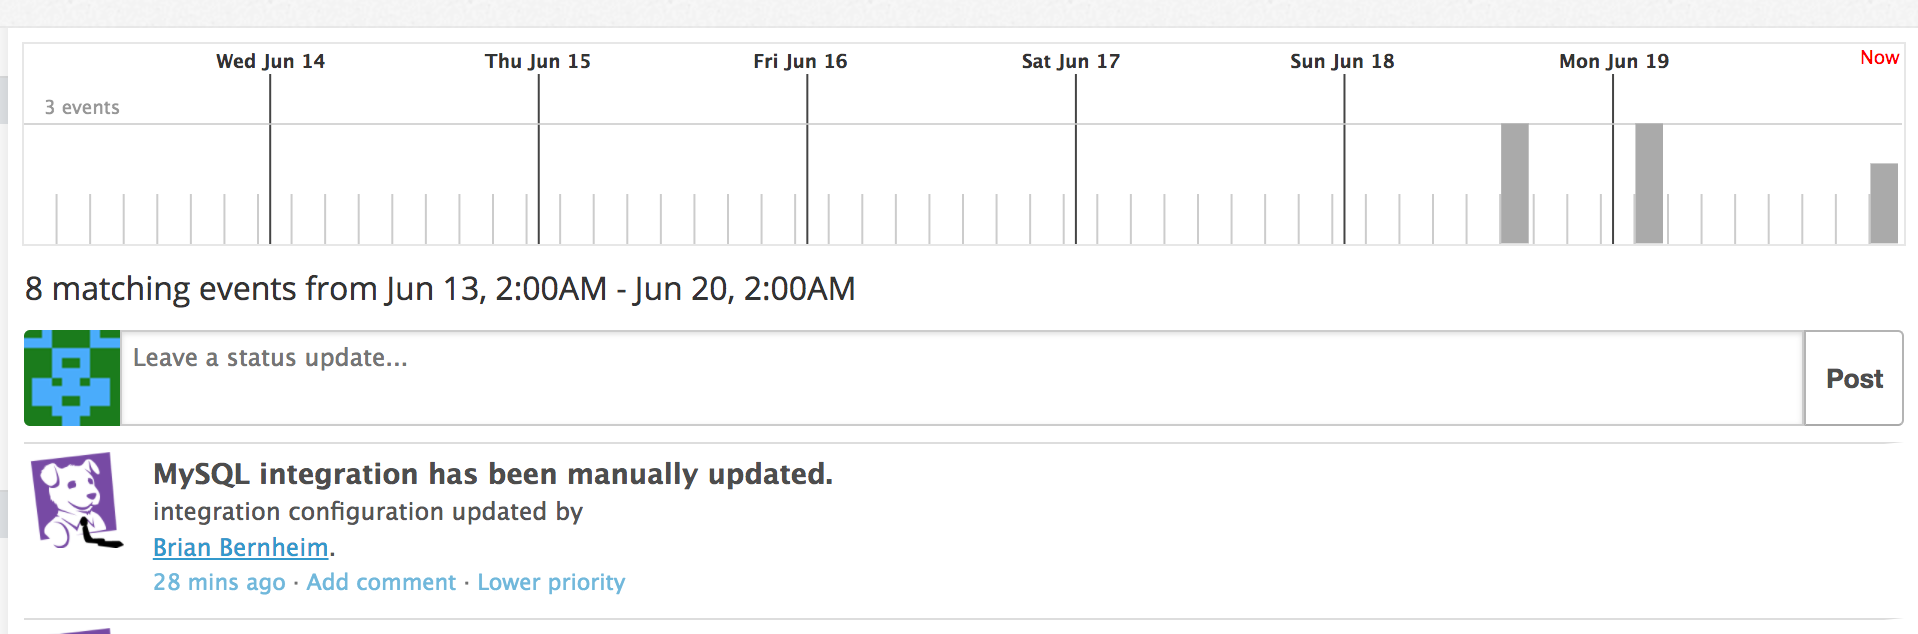 Wed Jun 14 Thu Jun 15 Fri Jun 16 Sat Jun 17 Sun Jun 18 Mon Jun 19 Now
3 events
8 matching events from Jun 13, 2:00AM - Jun 20, 2:00AM
Leave a status update...
Post
MySQL integration has been manually updated.
integration configuration updated by
Brian Bernheim.
28 mins ago · Add comment · Lower priority